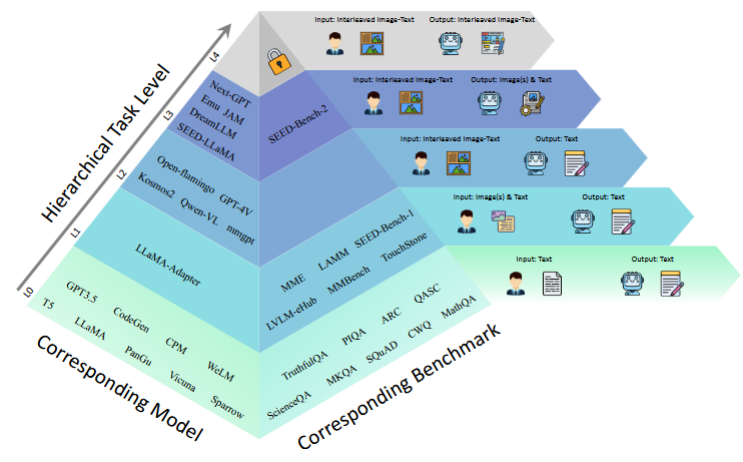 Input: Interleaved Image-Text Output: Interleaved Image-Text
Input: Interleaved Image-Text Output: Image(s) & Text
Input: Interleaved Image-Text Output: Text
Input: Image(s) & Text Output: Text
Input: Text Output: Text
Hierarchical Task Level
L4
L3
L2
L1
L0
Next-GPT
Emu JAM
DreamLLM
SEED-LLaMA
SEED-Bench-2
Open-flamingo GPT-4V
Kosmos2 Qwen-VL mmgpt
LLaMA-Adapter
MME LAMM SEED-Bench-1
LVLM-eHub MMBench TouchStone
GPT3.5 CodeGen CPM WeLM
T5 LLaMA PanGu Vicuna Sparrow
TruthfulQA PIQA ARC QASC
ScienceQA MKQA SQuAD CWQ MathQA
Corresponding Model
Corresponding Benchmark